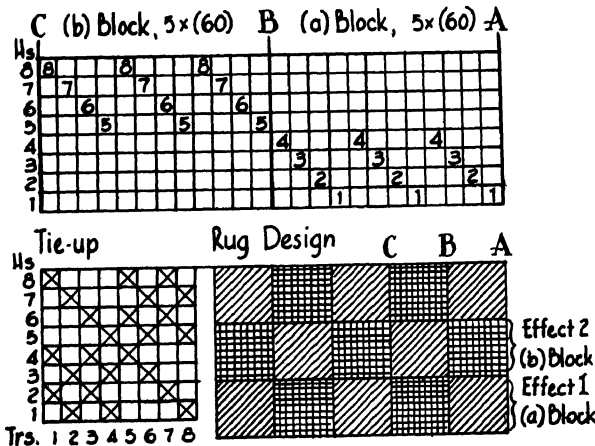 C (b) Block, 5×(60) B (a) Block, 5×(60) A
Hs
8 8 8 8
7 7 7 7
6 6 6 6
5 5 5 5
4 4 4 4
3 3 3 3
2 2 2 2
1 1 1 1
Tie-up Rug Design C B A
Hs
8
7
6
5
4
3
2
1
Trs. 1 2 3 4 5 6 7 8
Effect 2
(b) Block
Effect 1
(a) Block